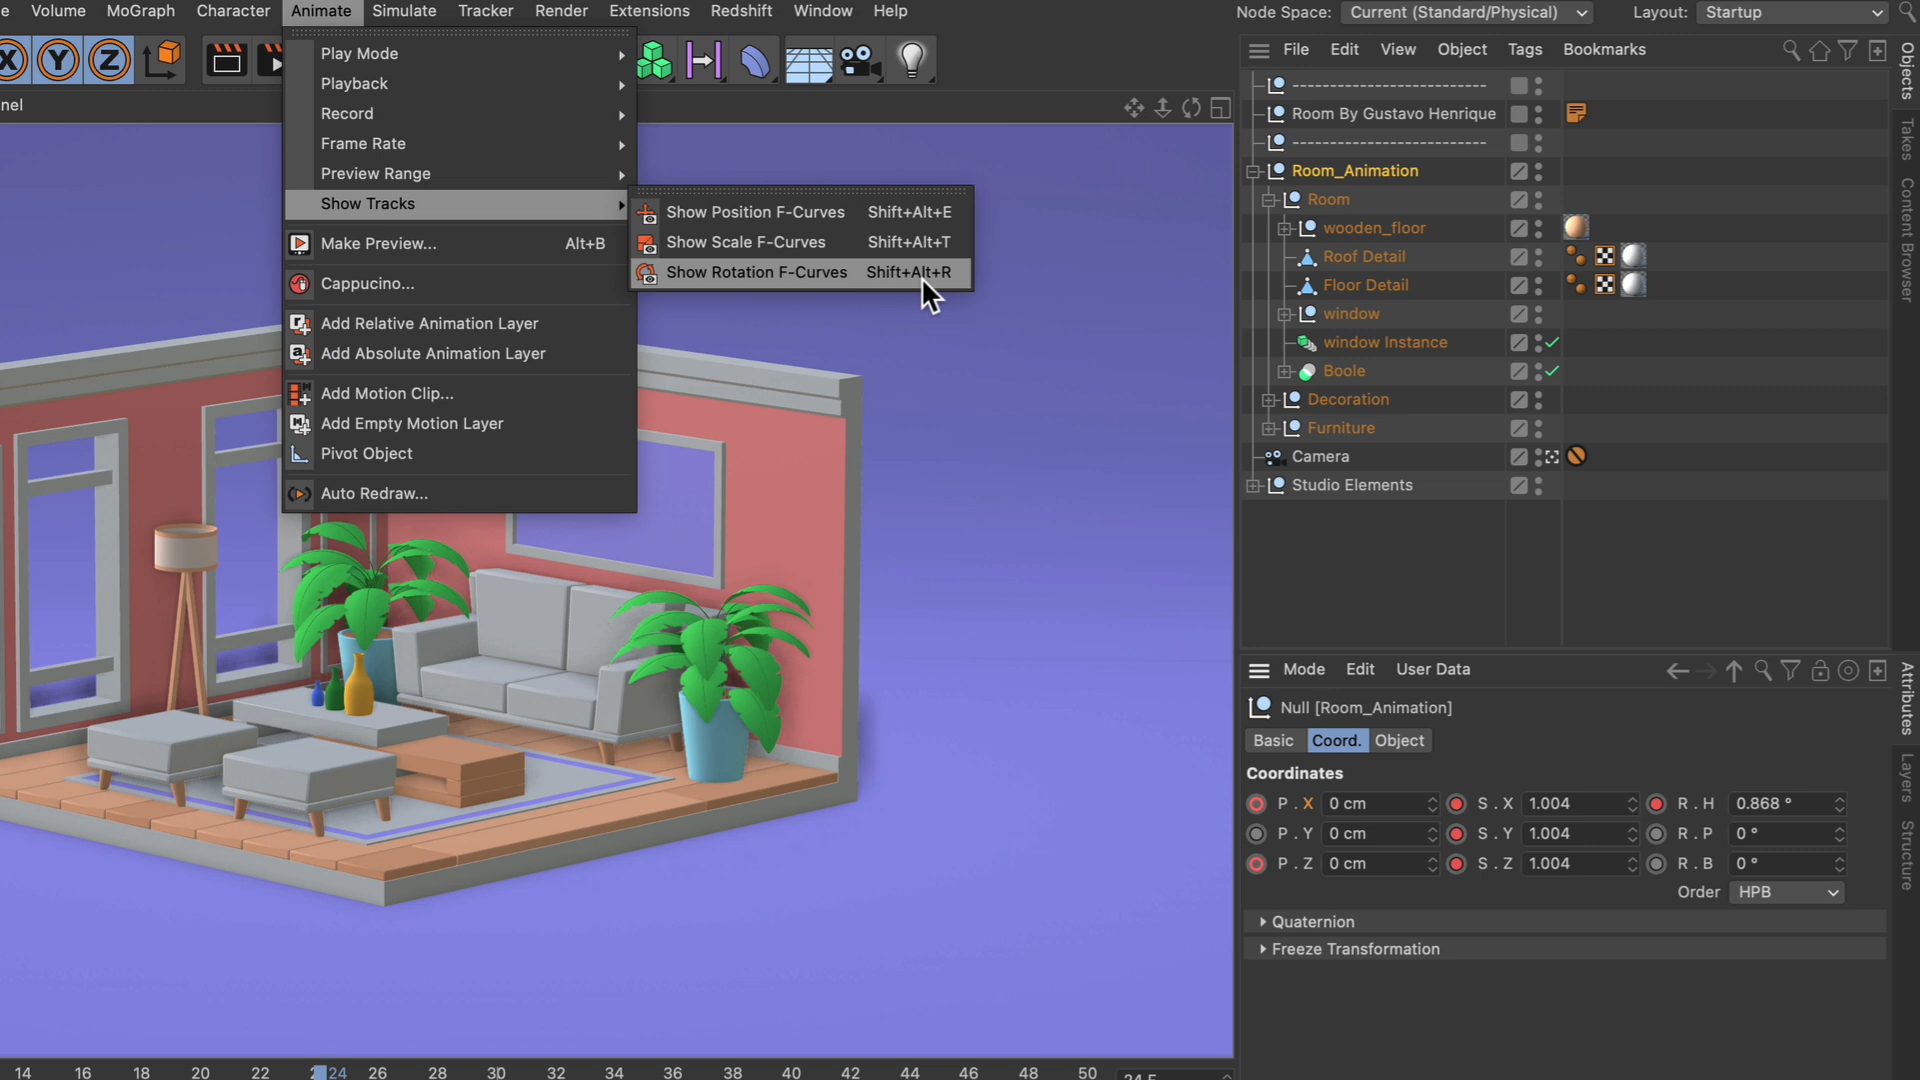 Volume MoGraph Character Animate Simulate Tracker Render Extensions Redshift Window Help
Node Space: Current (Standard/Physical) Layout: Startup
X Y Z
File Edit View Object Tags Bookmarks
nel
Play Mode
Playback
Record
Frame Rate
Preview Range
Show Tracks
Make Preview... Alt+B
Cappucino...
Add Relative Animation Layer
Add Absolute Animation Layer
Add Motion Clip...
Add Empty Motion Layer
Pivot Object
Auto Redraw...
Show Position F-Curves Shift+Alt+E
Show Scale F-Curves Shift+Alt+T
Show Rotation F-Curves Shift+Alt+R
Room By Gustavo Henrique
Room_Animation
Room
wooden_floor
Roof Detail
Floor Detail
window
window Instance
Boole
Decoration
Furniture
Camera
Studio Elements
Objects
Takes
Content Browser
Mode Edit User Data
Null [Room_Animation]
Basic Coord. Object
Coordinates
P . X 0 cm S . X 1.004 R . H 0.868 °
P . Y 0 cm S . Y 1.004 R . P 0 °
P . Z 0 cm S . Z 1.004 R . B 0 °
Order HPB
Quaternion
Freeze Transformation
Attributes
Layers
Structure
14 16 18 20 22 24 26 28 30 32 34 36 38 40 42 44 46 48 50